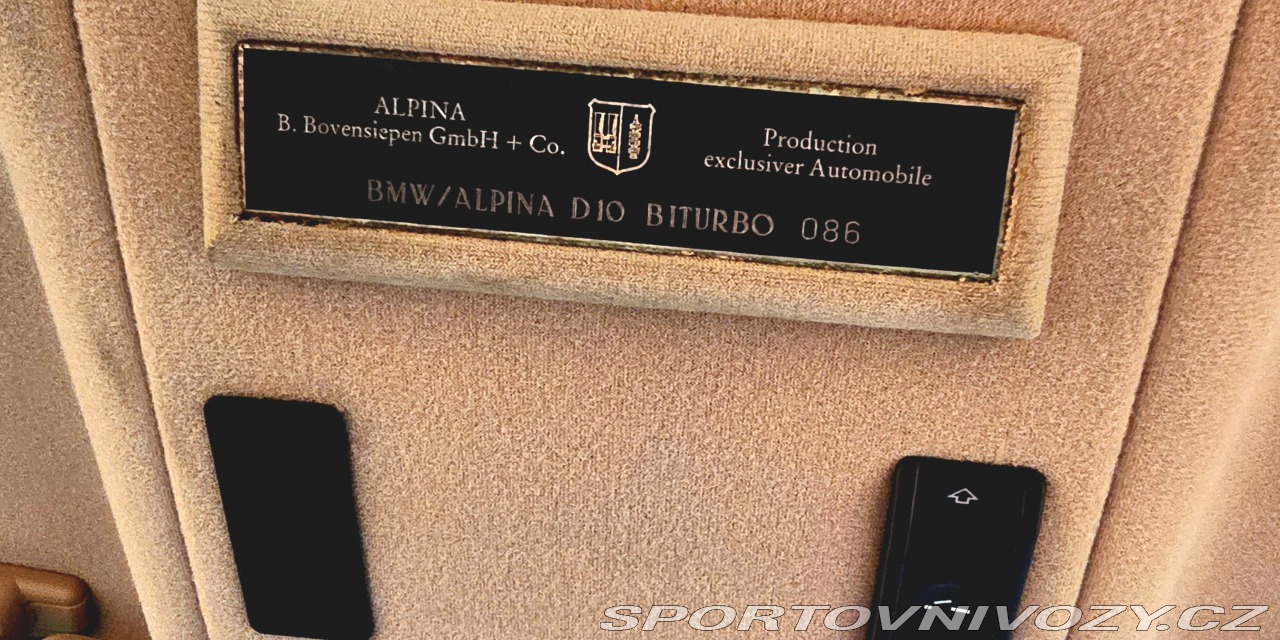 ALPINA
B. Bovensiepen GmbH + Co.
Production
exclusiver Automobile
BMW/ALPINA D10 BITURBO 086
SPORTOVNIVOZY.CZ